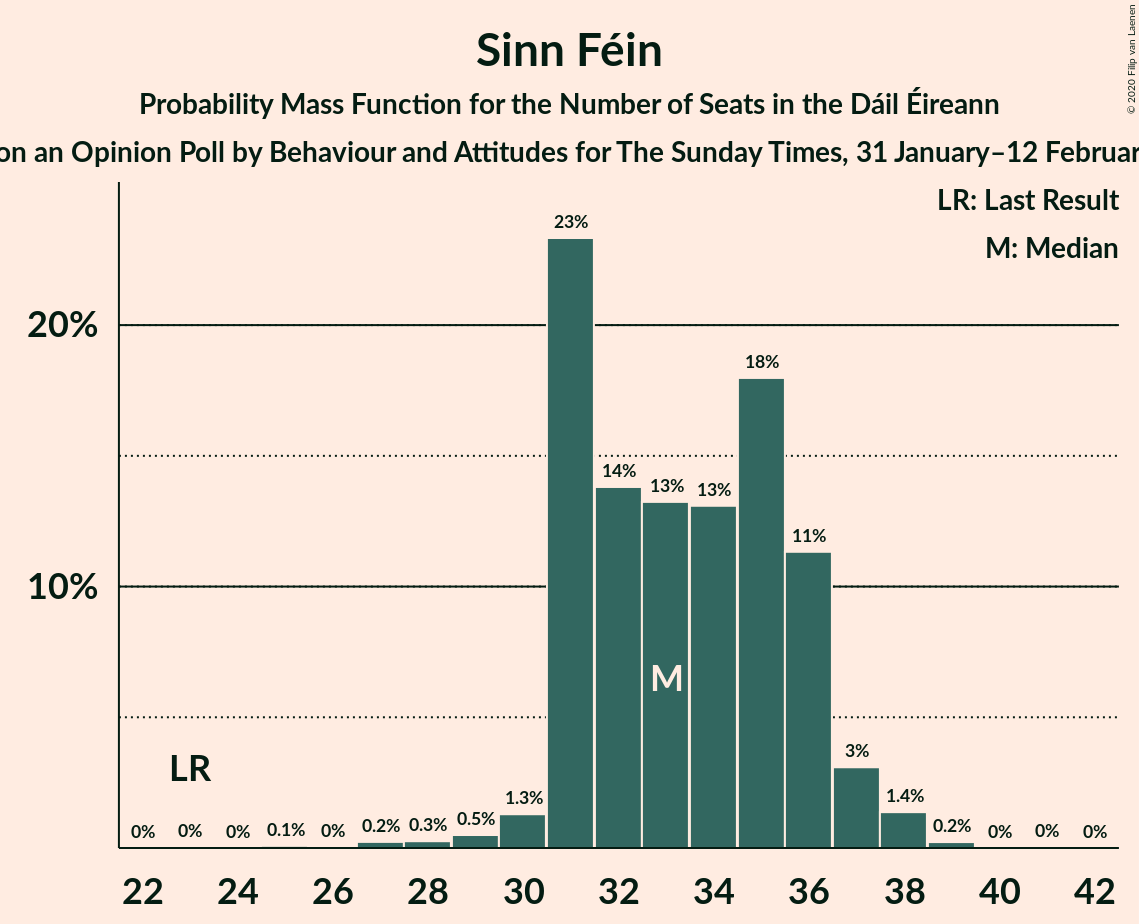 Sinn Féin
Probability Mass Function for the Number of Seats in the Dáil Éireann
on an Opinion Poll by Behaviour and Attitudes for The Sunday Times, 31 January–12 Februar
© 2020 Filip van Laenen
LR: Last Result
M: Median
20%
10%
0%
0%
0%
0.1%
0%
0.2%
0.3%
0.5%
1.3%
23%
14%
13%
13%
18%
11%
3%
1.4%
0.2%
0%
0%
0%
LR
M
22 24 26 28 30 32 34 36 38 40 42